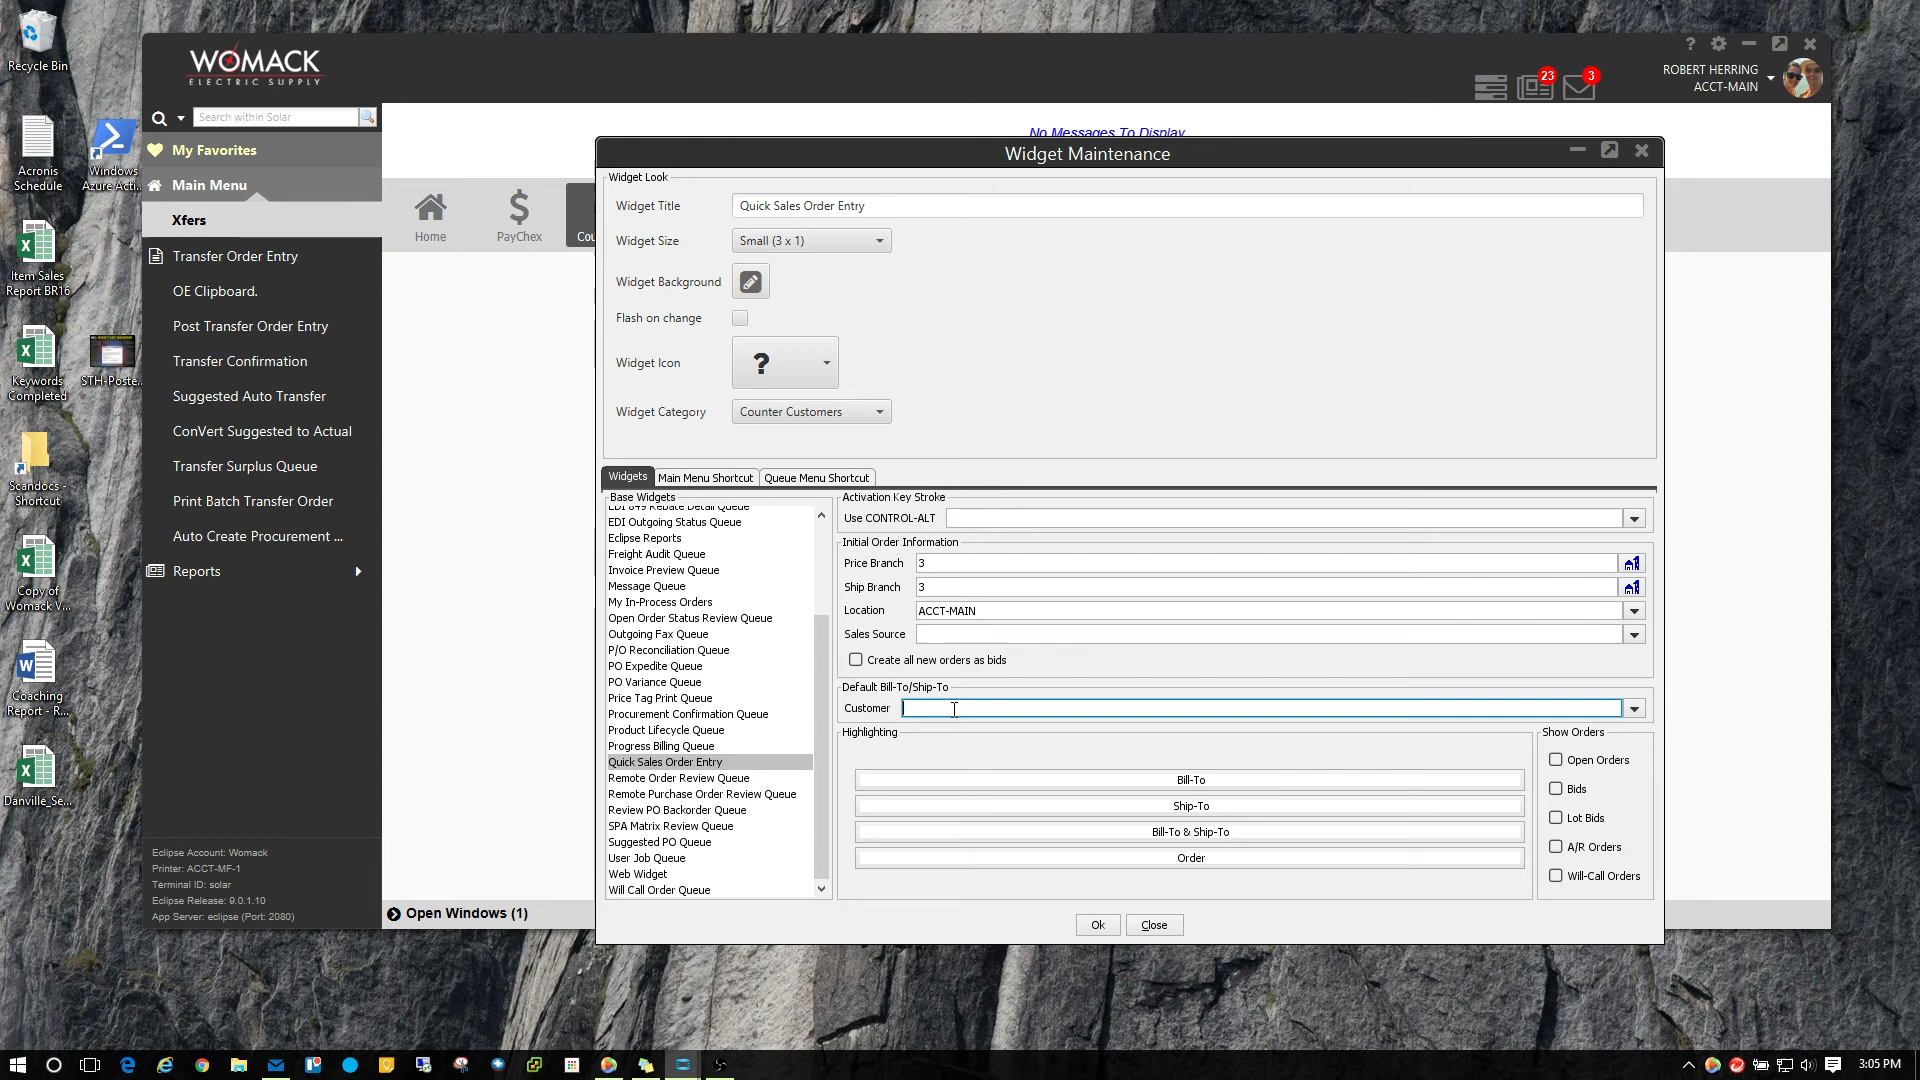 Recycle Bin
Acronis
Schedule
Windows
Azure Acti...
Item Sales
Report BR16
Keywords
Completed
STH-Poste...
Scandocs -
Shortcut
Copy of
Womack V...
Coaching
Report - R...
Danville_Se...
WOMACK
ELECTRIC SUPPLY
?
23
3
ROBERT HERRING
ACCT-MAIN
Search within Solar
My Favorites
Main Menu
Xfers
Transfer Order Entry
OE Clipboard.
Post Transfer Order Entry
Transfer Confirmation
Suggested Auto Transfer
ConVert Suggested to Actual
Transfer Surplus Queue
Print Batch Transfer Order
Auto Create Procurement ...
Reports
Eclipse Account: Womack
Printer: ACCT-MF-1
Terminal ID: solar
Eclipse Release: 9.0.1.10
App Server: eclipse (Port: 2080)
No Messages To Display
Home
PayChex
Cou
Open Windows (1)
Widget Maintenance
Widget Look
Widget Title
Quick Sales Order Entry
Widget Size
Small (3 x 1)
Widget Background
Flash on change
Widget Icon
?
Widget Category
Counter Customers
Widgets
Main Menu Shortcut
Queue Menu Shortcut
Base Widgets
EDI 849 Rebate Detail Queue
EDI Outgoing Status Queue
Eclipse Reports
Freight Audit Queue
Invoice Preview Queue
Message Queue
My In-Process Orders
Open Order Status Review Queue
Outgoing Fax Queue
P/O Reconciliation Queue
PO Expedite Queue
PO Variance Queue
Price Tag Print Queue
Procurement Confirmation Queue
Product Lifecycle Queue
Progress Billing Queue
Quick Sales Order Entry
Remote Order Review Queue
Remote Purchase Order Review Queue
Review PO Backorder Queue
SPA Matrix Review Queue
Suggested PO Queue
User Job Queue
Web Widget
Will Call Order Queue
Activation Key Stroke
Use CONTROL-ALT
Initial Order Information
Price Branch
3
Ship Branch
3
Location
ACCT-MAIN
Sales Source
Create all new orders as bids
Default Bill-To/Ship-To
Customer
Highlighting
Bill-To
Ship-To
Bill-To & Ship-To
Order
Show Orders
Open Orders
Bids
Lot Bids
A/R Orders
Will-Call Orders
Ok
Close
3:05 PM